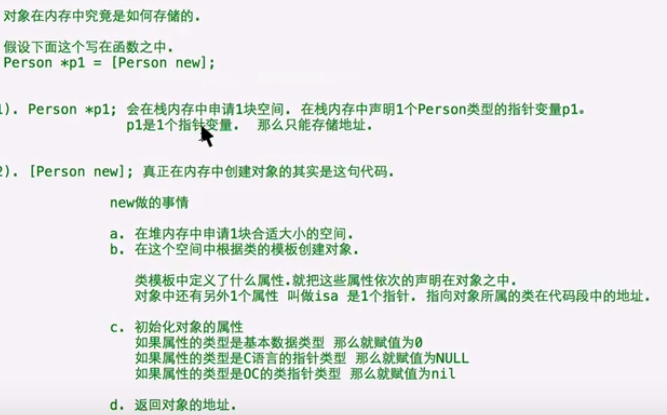 对象在内存中究竟是如何存储的.
假设下面这个写在函数之中.
Person *p1 = [Person new];
1). Person *p1; 会在栈内存中申请1块空间. 在栈内存中声明1个Person类型的指针变量p1。
p1是1个指针变量. 那么只能存储地址.
2). [Person new]; 真正在内存中创建对象的其实是这句代码.
new做的事情
a. 在堆内存中申请1块合适大小的空间.
b. 在这个空间中根据类的模板创建对象.
类模板中定义了什么属性.就把这些属性依次的声明在对象之中.
对象中还有另外1个属性 叫做isa 是1个指针. 指向对象所属的类在代码段中的地址.
c. 初始化对象的属性
如果属性的类型是基本数据类型 那么就赋值为0
如果属性的类型是C语言的指针类型 那么就赋值为NULL
如果属性的类型是OC的类指针类型 那么就赋值为nil
d. 返回对象的地址.